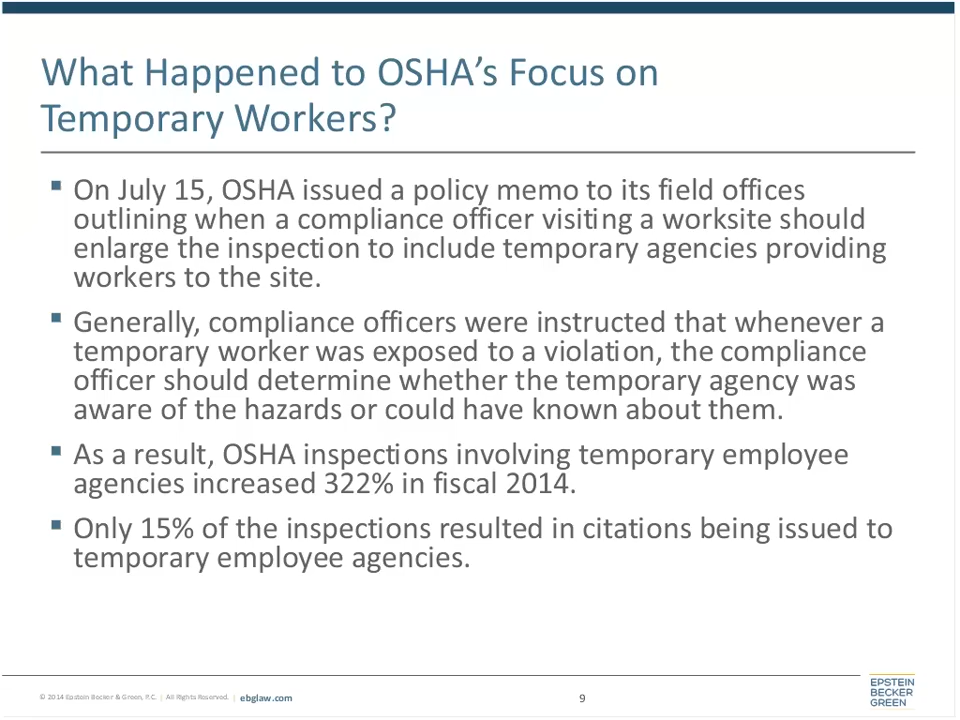 What Happened to OSHA’s Focus on
Temporary Workers?
▪ On July 15, OSHA issued a policy memo to its field offices
outlining when a compliance officer visiting a worksite should
enlarge the inspection to include temporary agencies providing
workers to the site.
▪ Generally, compliance officers were instructed that whenever a
temporary worker was exposed to a violation, the compliance
officer should determine whether the temporary agency was
aware of the hazards or could have known about them.
▪ As a result, OSHA inspections involving temporary employee
agencies increased 322% in fiscal 2014.
▪ Only 15% of the inspections resulted in citations being issued to
temporary employee agencies.
© 2014 Epstein Becker & Green, P.C. | All Rights Reserved. | ebglaw.com
9
EPSTEIN
BECKER
GREEN